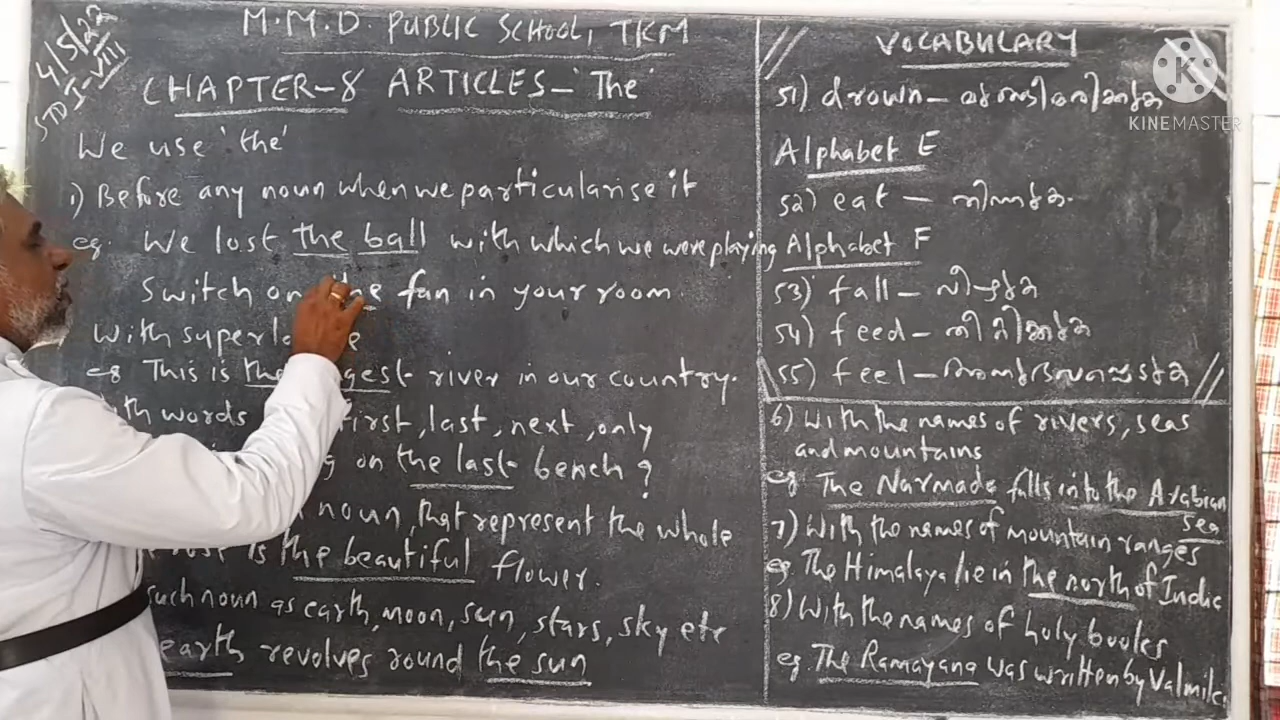 4/5/22
STD I-VIII
M.M.D. PUBLIC SCHOOL, TKM
CHAPTER-8 ARTICLES-'The'
We use 'the'
1) Before any noun when we particularise it
eg. We lost the ball with which we were playing
Switch on the fan in your room.
With superla e
eg This is the gest river in our country.
th words first, last, next, only
g on the last bench?
noun, that represent the whole
is the beautiful flower.
such noun as earth, moon, sun, stars, sky etc
earth revolves round the sun
VOCABULARY
51) drown-
Alphabet E
52) eat - തിന്നുക.
Alphabet F
53) fall - വീഴുക
54) feed - തീറ്റുക
55) feel-
6) With the names of rivers, seas
and mountains
eg The Narmada falls into the Arabian
Sea
7) With the names of mountain ranges
eg. The Himalaya lie in the north of India
8) With the names of holy books
eg. The Ramayana was written by Valmiki
K
KINEMASTER